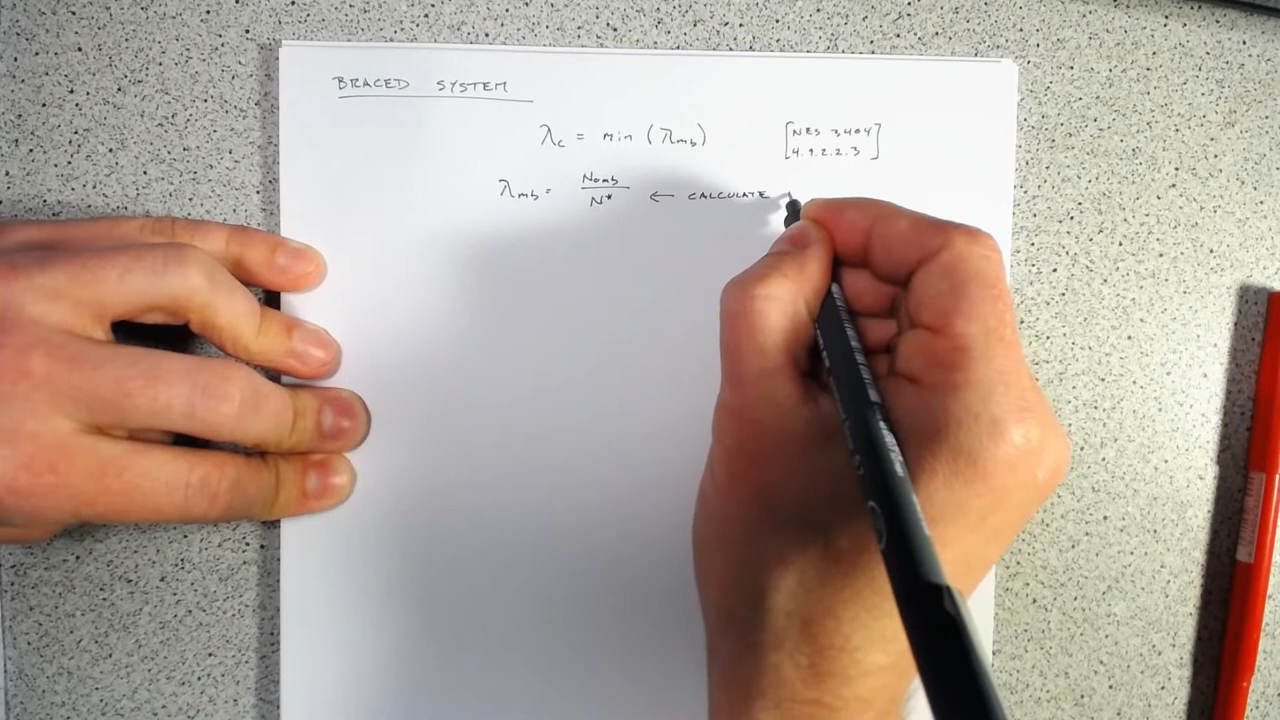 BRACED SYSTEM
λc = min (λmb)
[NZS 3404
4.9.2.2.3]
λmb = Nomb / N* ← CALCULATE